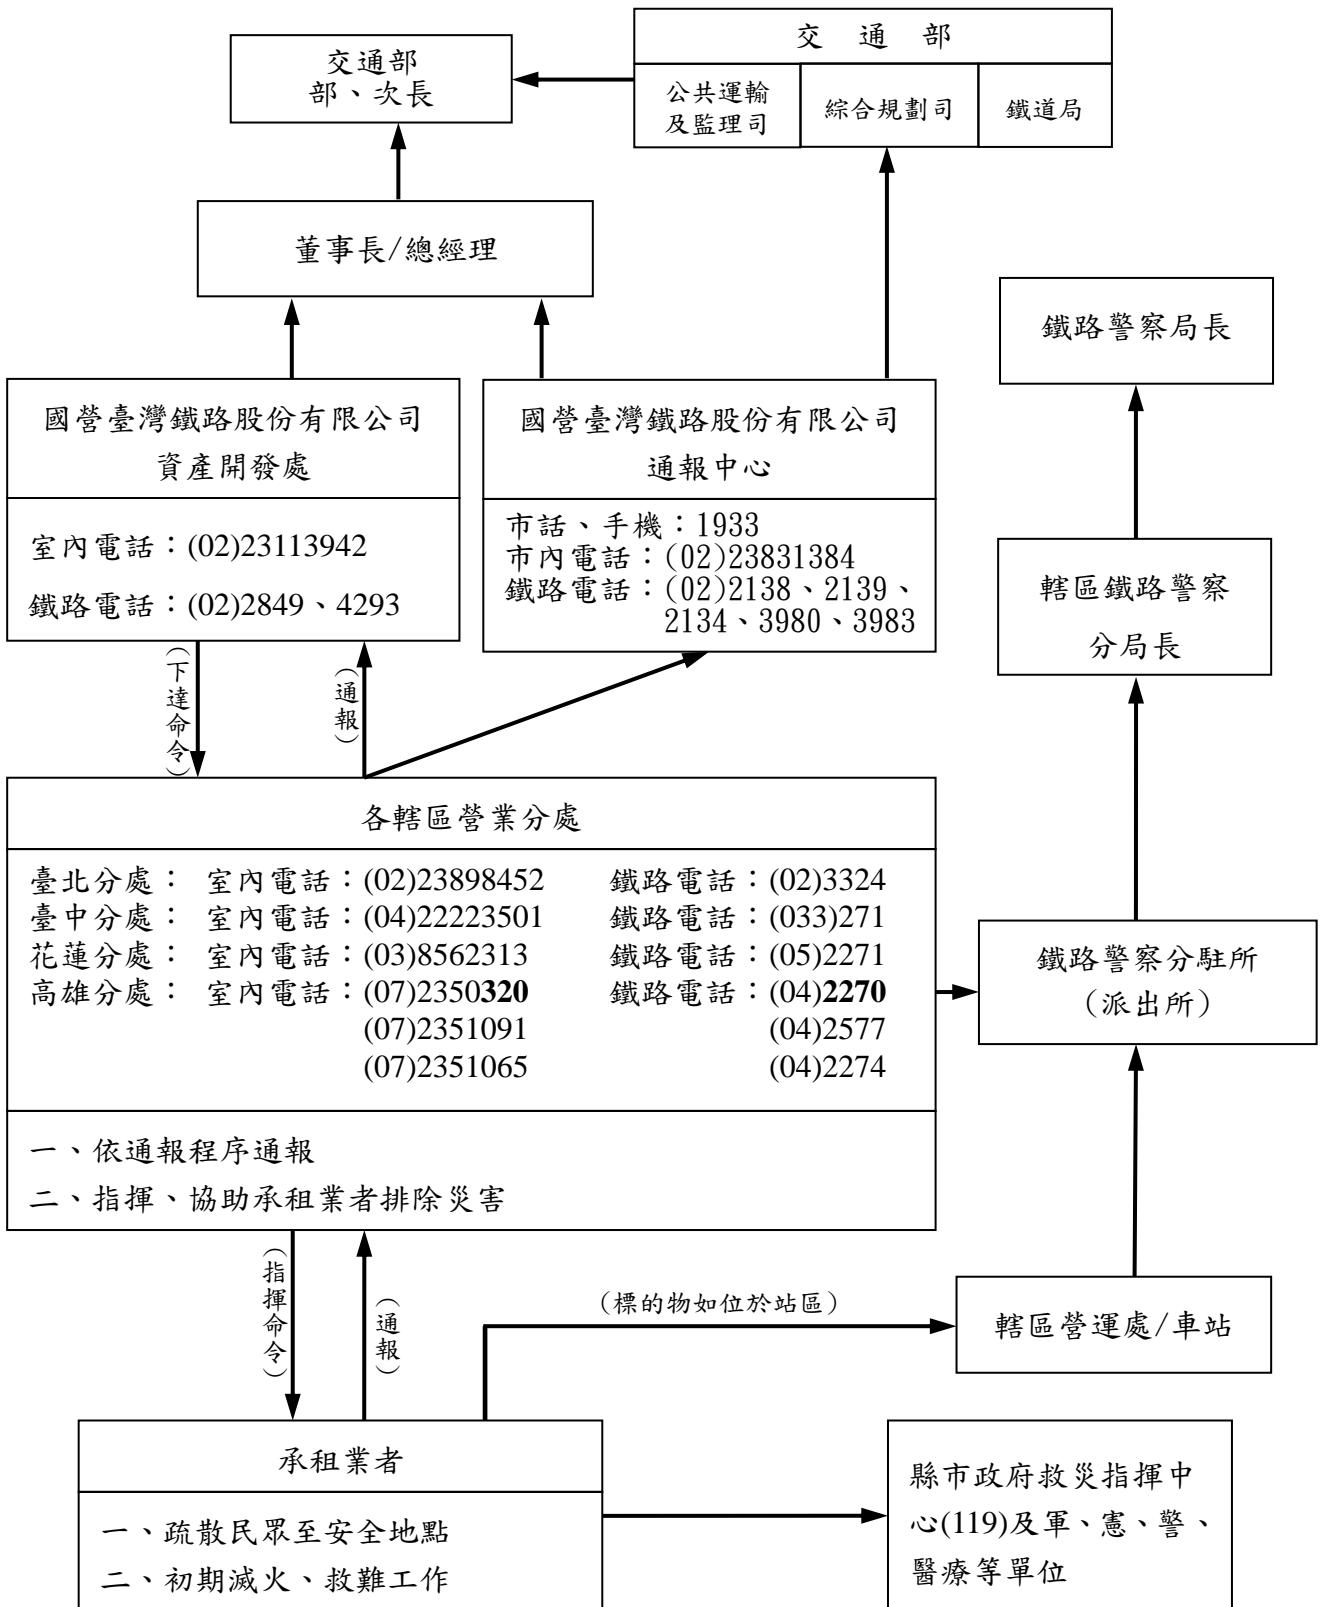 交通部
公共運輸
及監理司
綜合規劃司
鐵道局
交通部
部、次長
董事長/總經理
鐵路警察局長
國營臺灣鐵路股份有限公司
資產開發處
室內電話：(02)23113942
鐵路電話：(02)2849、4293
國營臺灣鐵路股份有限公司
通報中心
市話、手機：1933
市內電話：(02)23831384
鐵路電話：(02)2138、2139、
2134、3980、3983
轄區鐵路警察
分局長
(下達命令)
(通報)
各轄區營業分處
臺北分處： 室內電話：(02)23898452 鐵路電話：(02)3324
臺中分處： 室內電話：(04)22223501 鐵路電話：(033)271
花蓮分處： 室內電話：(03)8562313 鐵路電話：(05)2271
高雄分處： 室內電話：(07)2350320 鐵路電話：(04)2270
(07)2351091 (04)2577
(07)2351065 (04)2274
一、依通報程序通報
二、指揮、協助承租業者排除災害
鐵路警察分駐所
(派出所)
(指揮命令)
(通報)
(標的物如位於站區)
轄區營運處/車站
承租業者
一、疏散民眾至安全地點
二、初期滅火、救難工作
縣市政府救災指揮中
心(119)及軍、憲、警、
醫療等單位